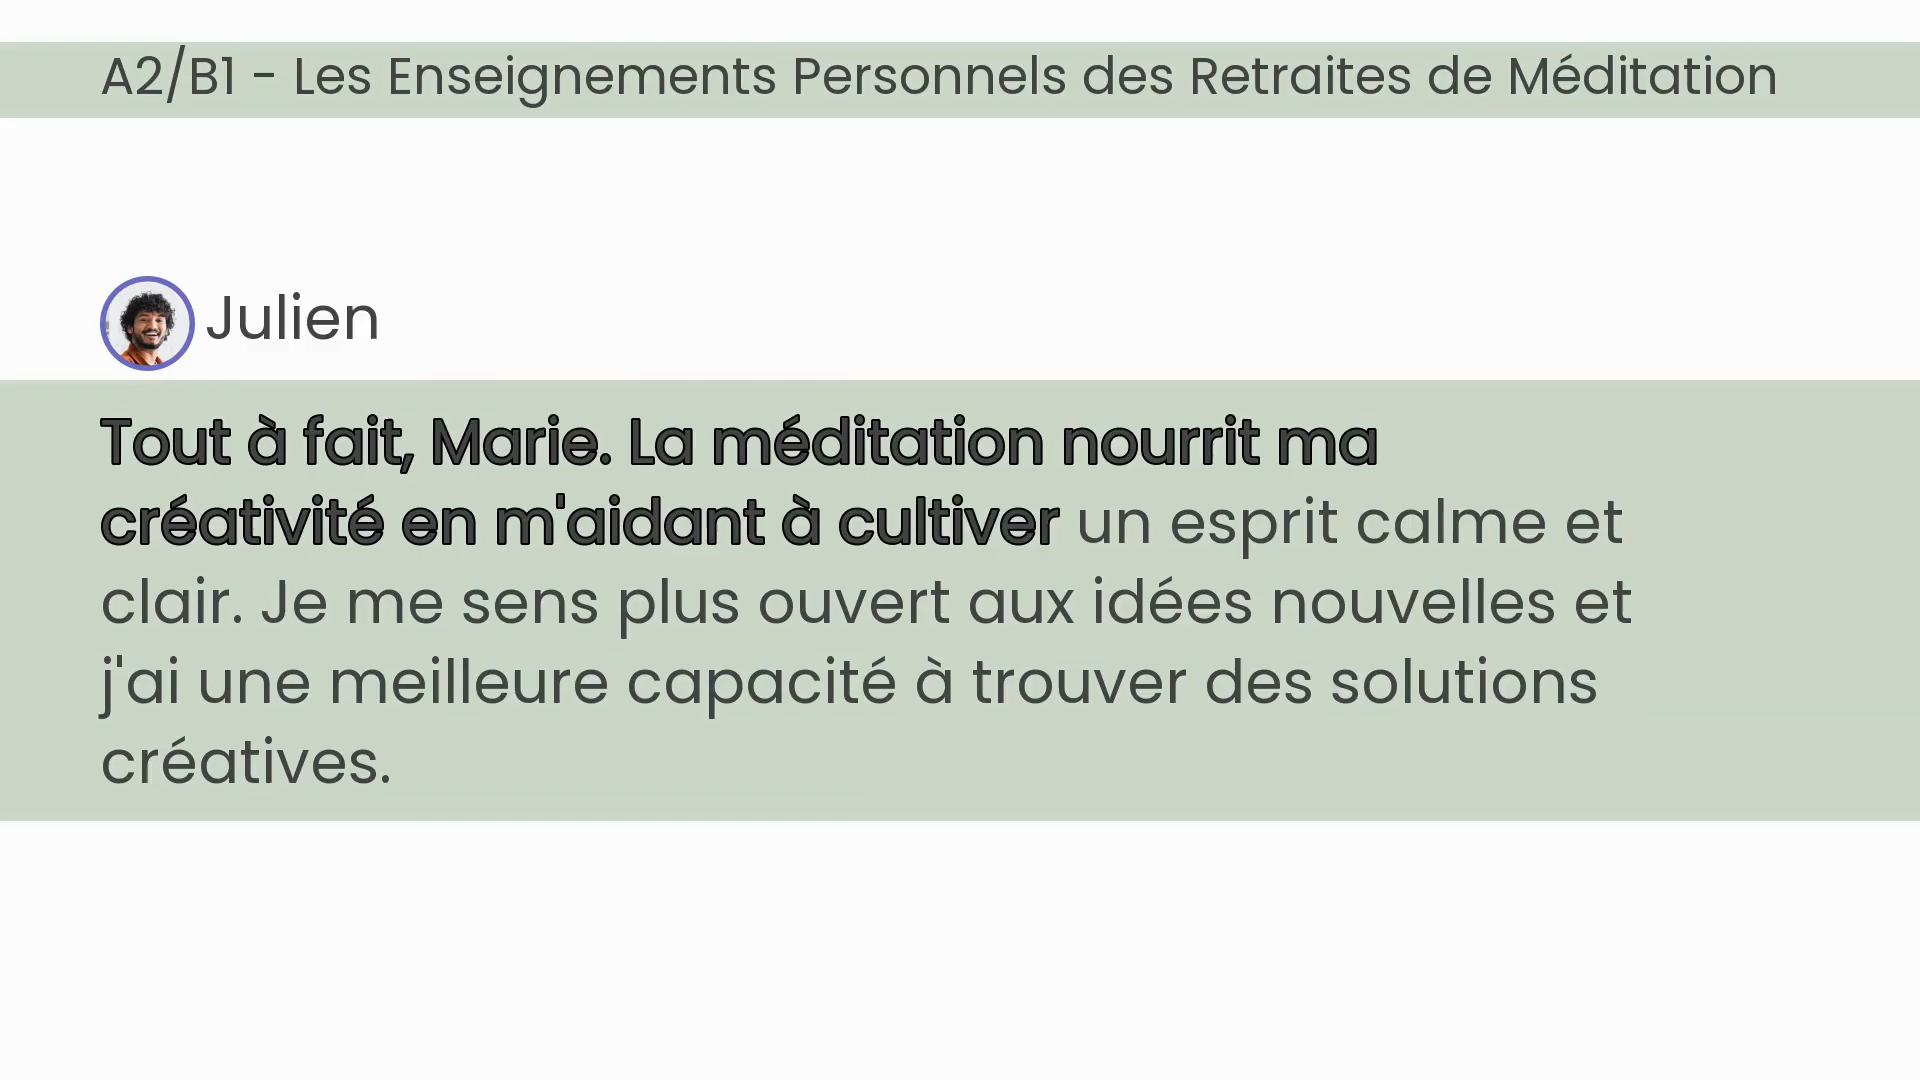 A2/B1 - Les Enseignements Personnels des Retraites de Méditation
Julien
Tout à fait, Marie. La méditation nourrit ma
créativité en m'aidant à cultiver un esprit calme et
clair. Je me sens plus ouvert aux idées nouvelles et
j'ai une meilleure capacité à trouver des solutions
créatives.